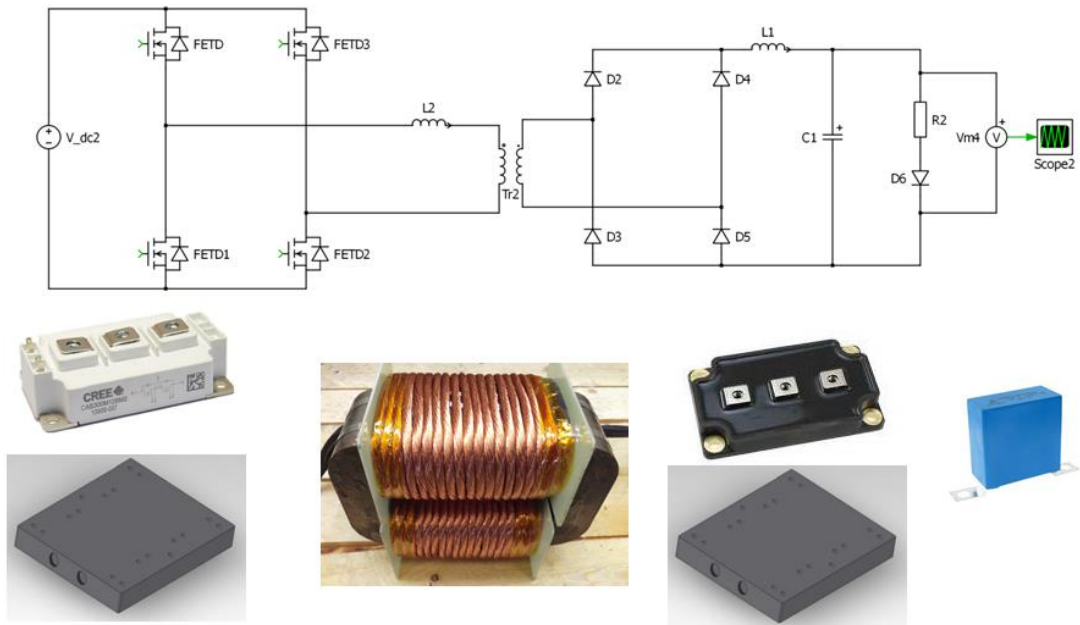 FETD
FETD3
L1
D2
D4
L2
V_dc2
R2
C1
Vm4
V
Scope2
Tr2
D6
FETD1
FETD2
D3
D5
CREE